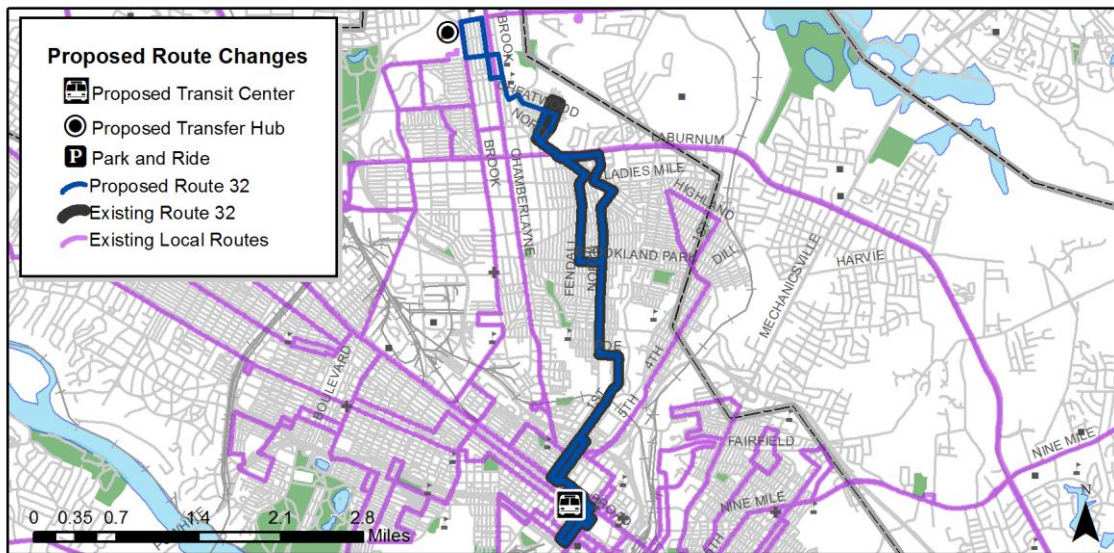 Proposed Route Changes
Proposed Transit Center
Proposed Transfer Hub
P Park and Ride
Proposed Route 32
Existing Route 32
Existing Local Routes
BROOK
LABURNUM
BROOK
CHAMBERLAYNE
LADIES MILE
HIGHLAND
FENDALL
DILL
HARVIE
MECHANICSVILLE
BOULEVARD
1ST
4TH
5TH
FAIRFIELD
NINE MILE
NINE MILE
BROAD
N
0 0.35 0.7 1.4 2.1 2.8
Miles